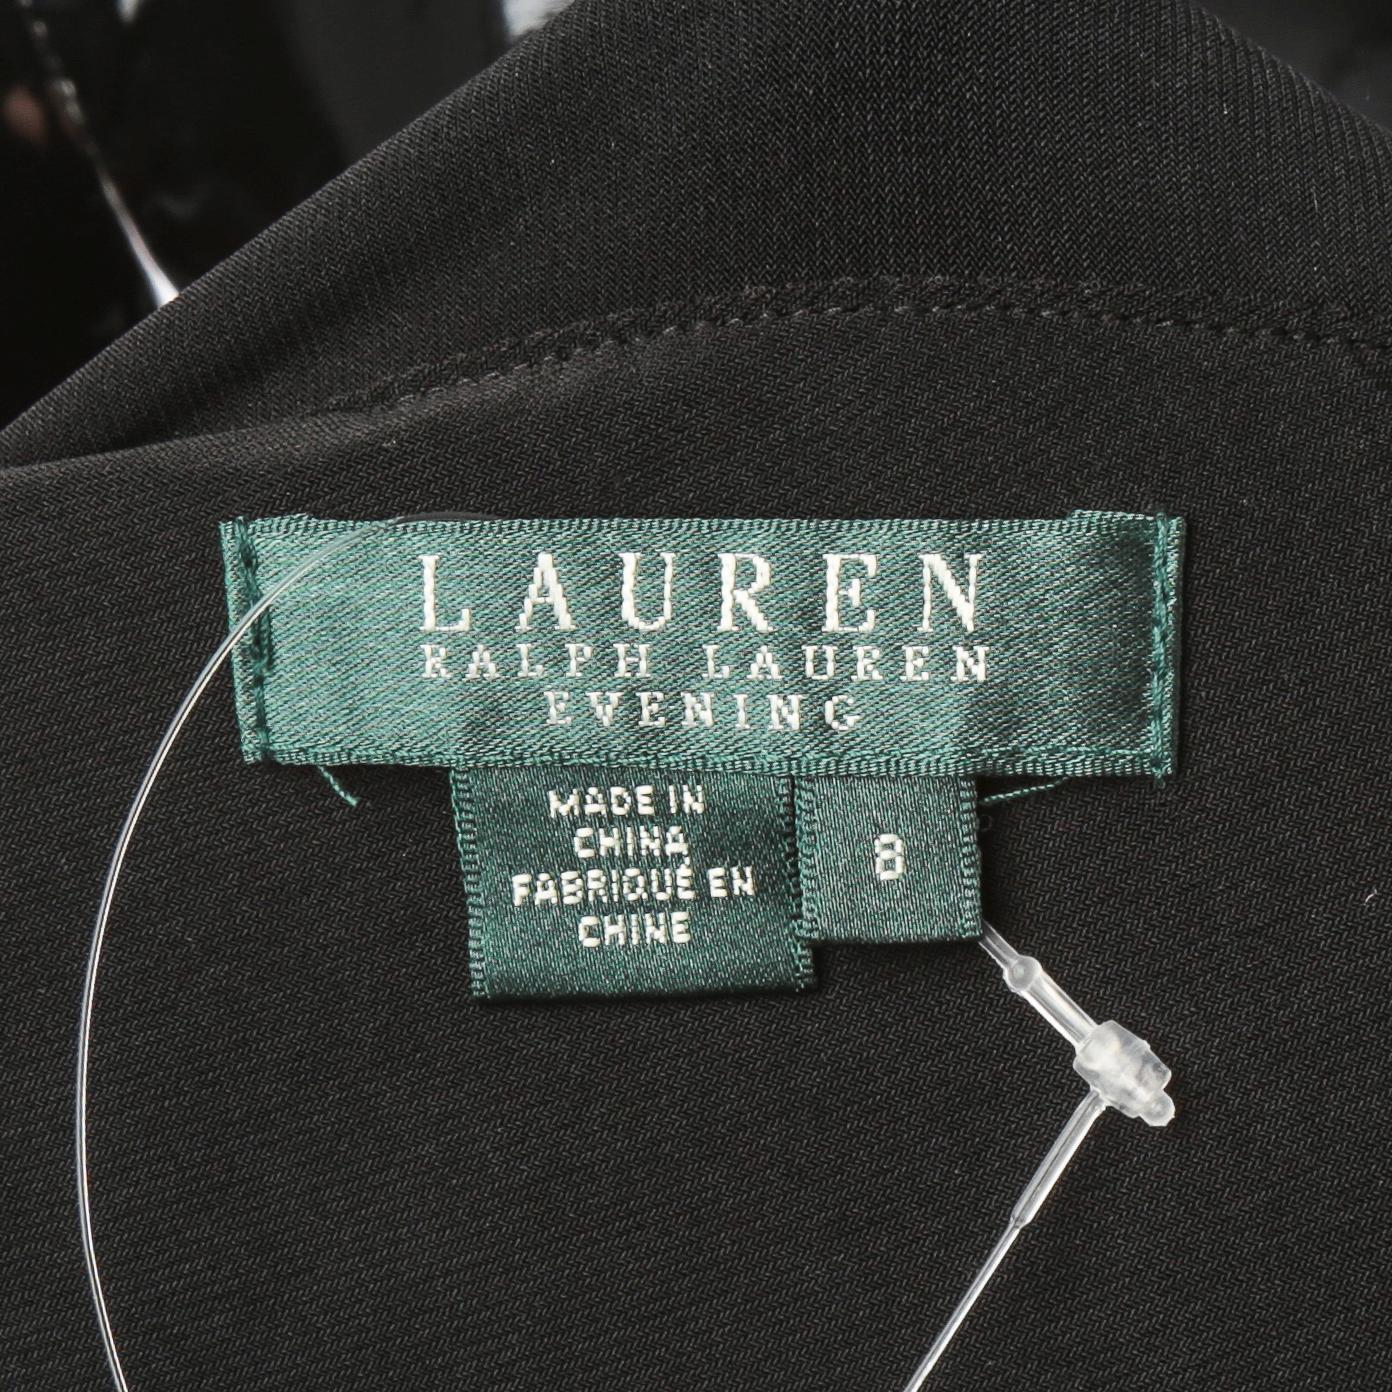 LAUREN
RALPH LAUREN
EVENING
MADE IN
CHINA
FABRIQUÉ EN
CHINE
8